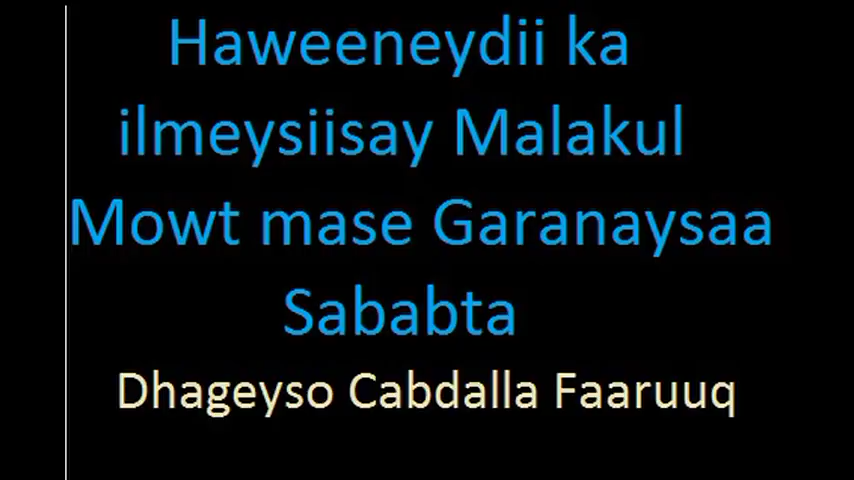 Haweeneydii ka
ilmeysiisay Malakul
Mowt mase Garanaysaa
Sababta
Dhageyso Cabdalla Faaruuq